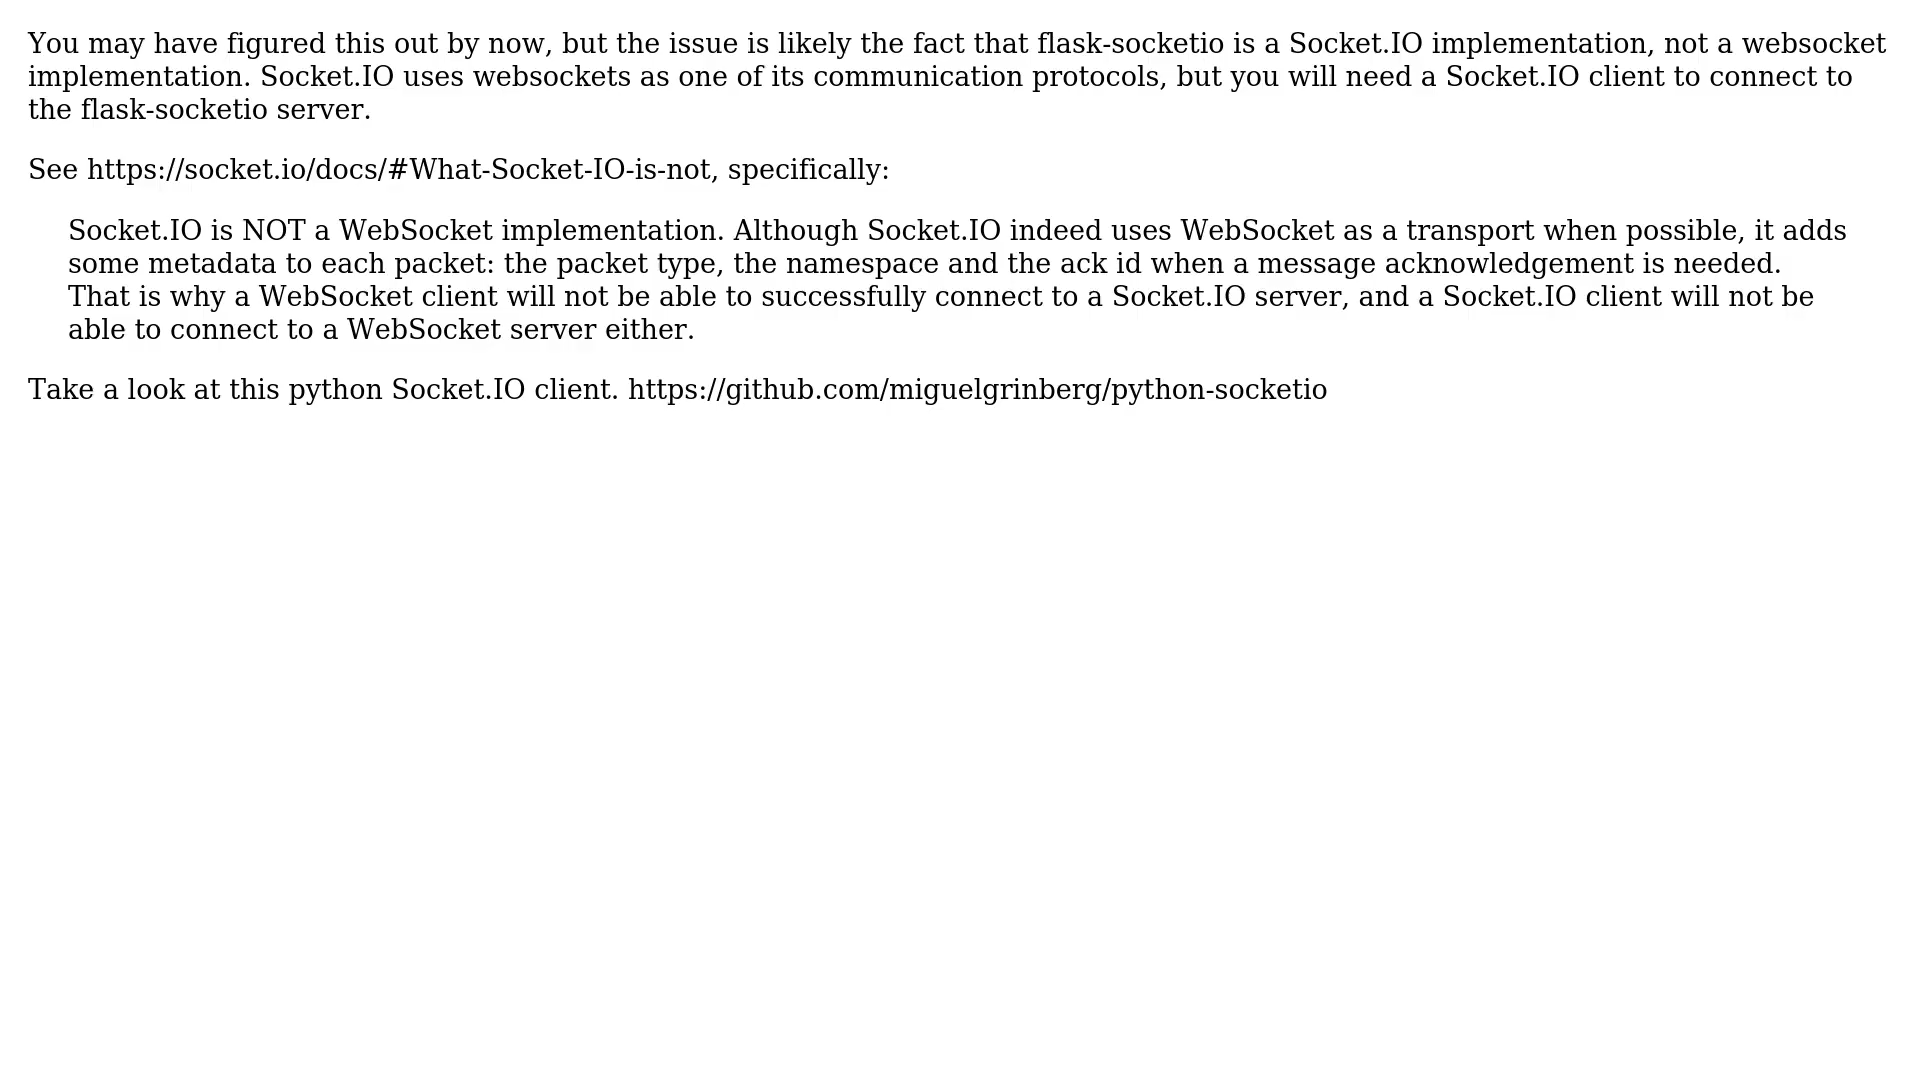 You may have figured this out by now, but the issue is likely the fact that flask-socketio is a Socket.IO implementation, not a websocket
implementation. Socket.IO uses websockets as one of its communication protocols, but you will need a Socket.IO client to connect to
the flask-socketio server.
See https://socket.io/docs/#What-Socket-IO-is-not, specifically:
Socket.IO is NOT a WebSocket implementation. Although Socket.IO indeed uses WebSocket as a transport when possible, it adds
some metadata to each packet: the packet type, the namespace and the ack id when a message acknowledgement is needed.
That is why a WebSocket client will not be able to successfully connect to a Socket.IO server, and a Socket.IO client will not be
able to connect to a WebSocket server either.
Take a look at this python Socket.IO client. https://github.com/miguelgrinberg/python-socketio